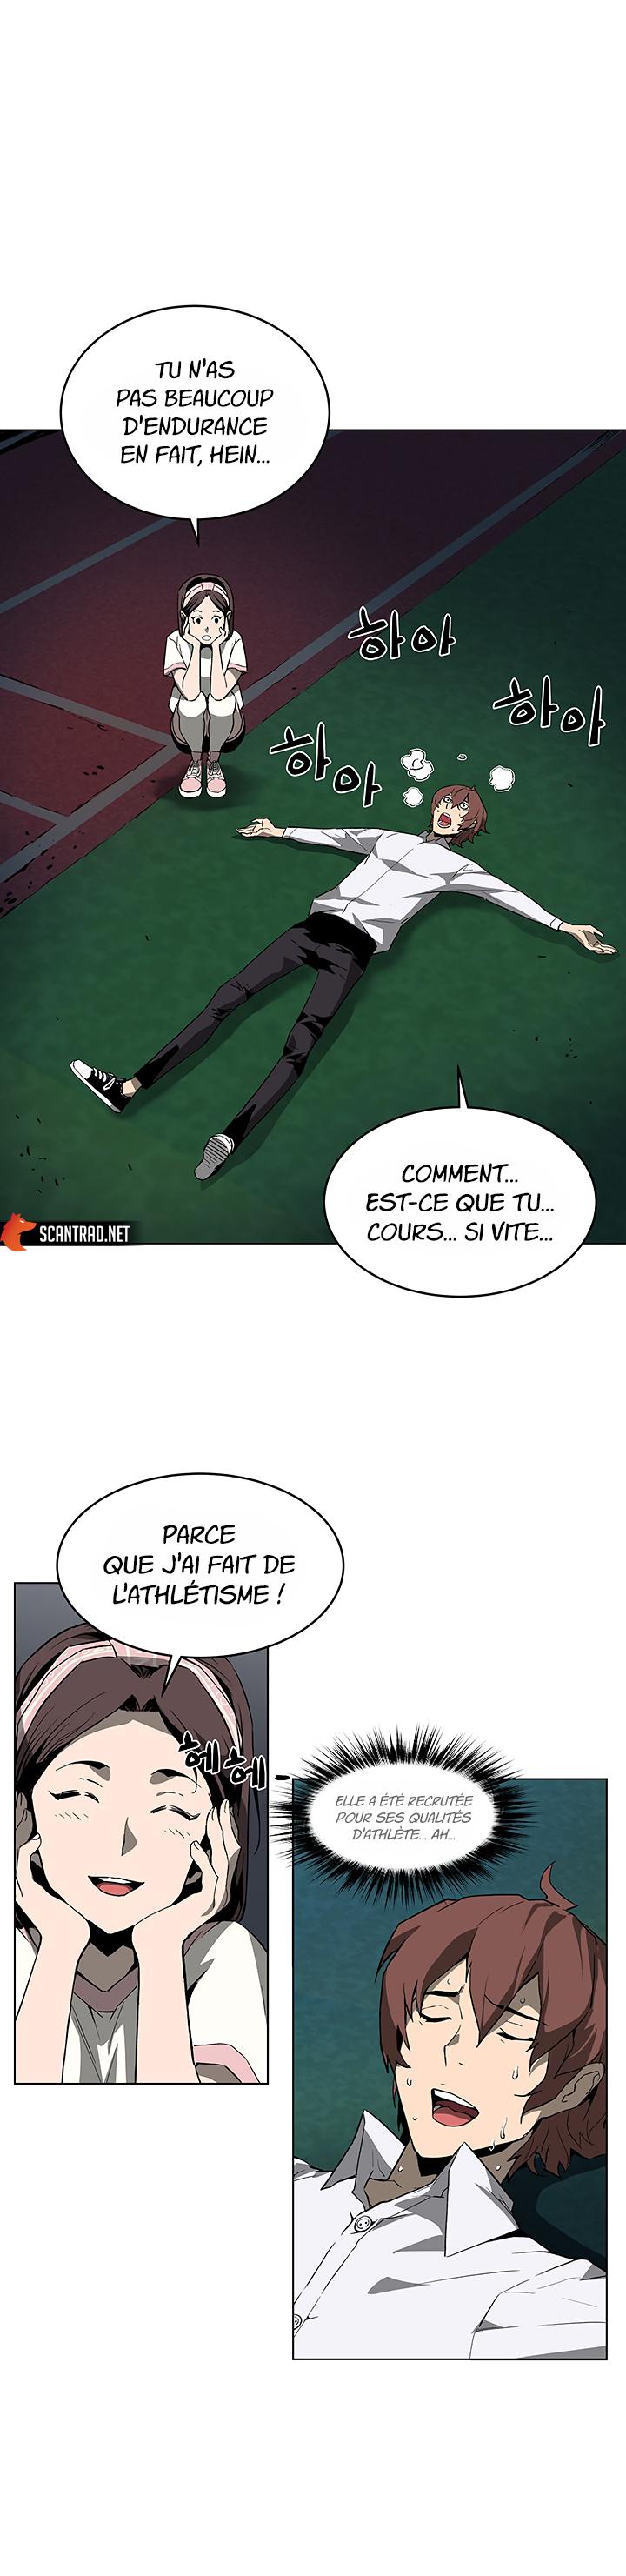 TU N'AS
PAS BEAUCOUP
D'ENDURANCE
EN FAIT, HEIN...
하아
하아
하아
COMMENT...
EST-CE QUE TU...
COURS... SI VITE...
SCANTRAD.NET
PARCE
QUE J'AI FAIT DE
L'ATHLÉTISME !
헤헤..
ELLE A ÉTÉ RECRUTÉE
POUR SES QUALITÉS
D'ATHLÈTE... AH...